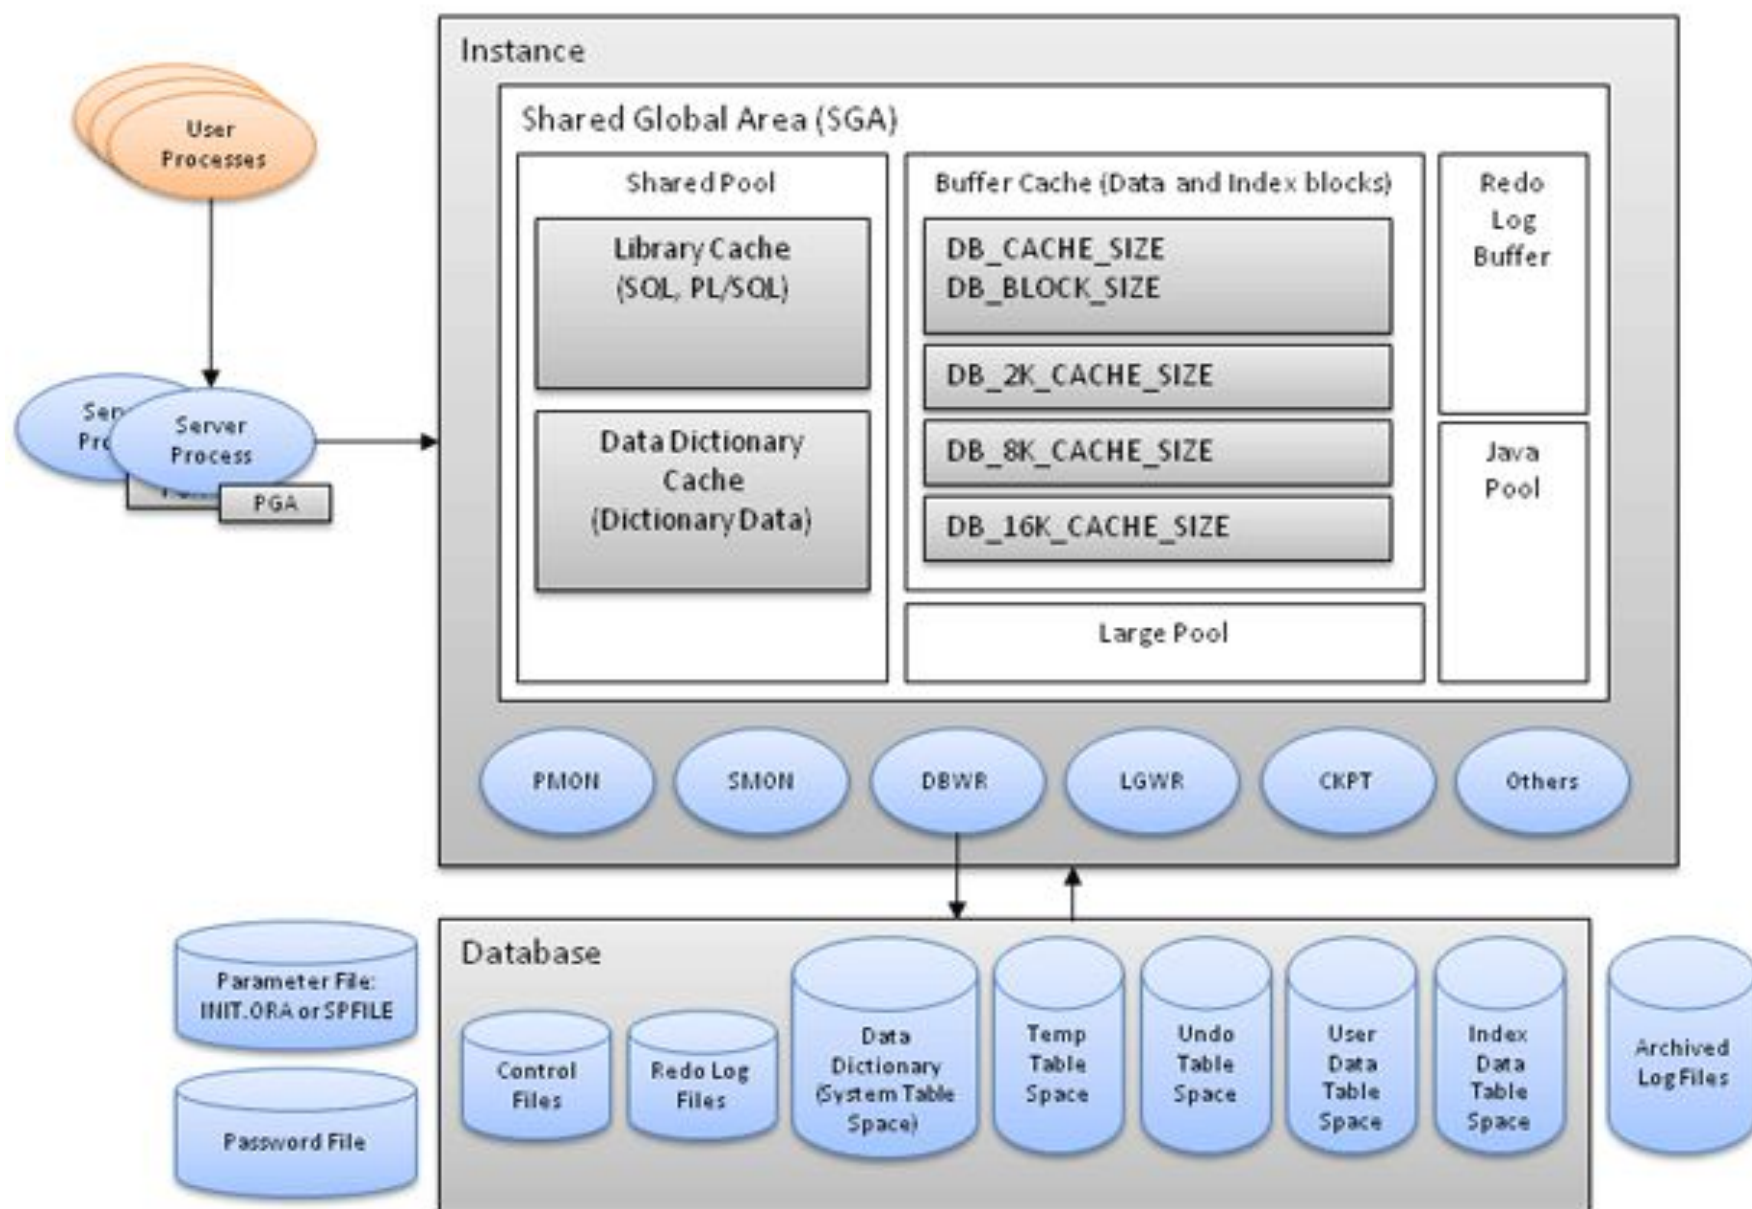 Instance
Shared Global Area (SGA)
User
Processes
Server
Process
PGA
Shared Pool
Library Cache
(SQL, PL/SQL)
Data Dictionary
Cache
(Dictionary Data)
Buffer Cache (Data and Index blocks)
DB_CACHE_SIZE
DB_BLOCK_SIZE
DB_2K_CACHE_SIZE
DB_8K_CACHE_SIZE
DB_16K_CACHE_SIZE
Large Pool
Redo
Log
Buffer
Java
Pool
PMON
SMON
DBWR
LGWR
CKPT
Others
Parameter File:
INIT.ORA or SPFILE
Password File
Database
Control
Files
Redo Log
Files
Data
Dictionary
(System Table
Space)
Temp
Table
Space
Undo
Table
Space
User
Data
Table
Space
Index
Data
Table
Space
Archived
Log Files